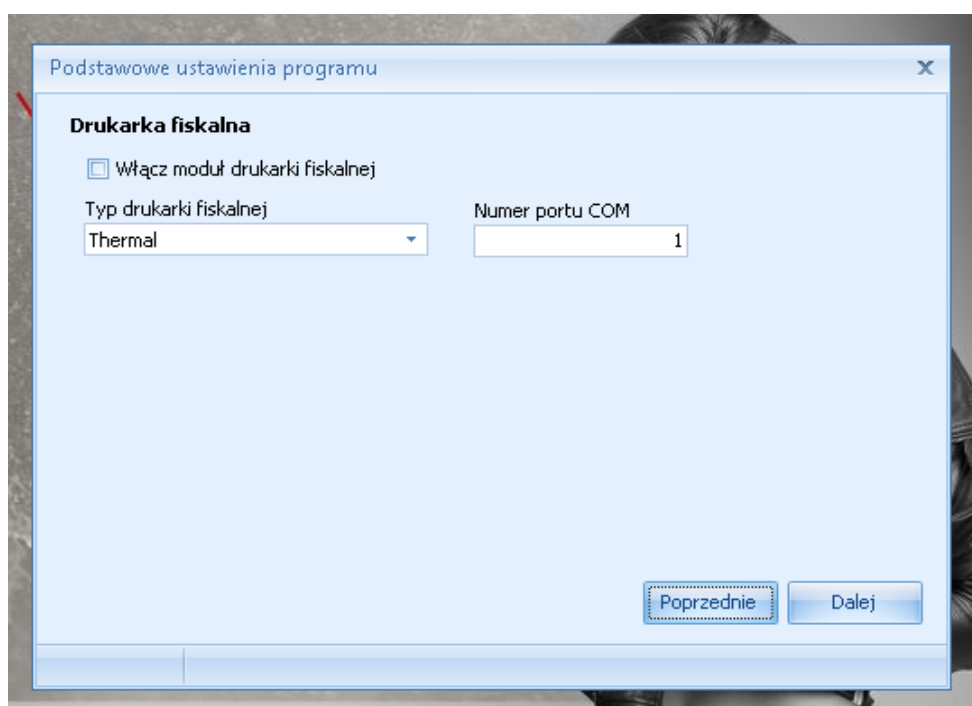 Podstawowe ustawienia programu
Drukarka fiskalna
Włącz moduł drukarki fiskalnej
Typ drukarki fiskalnej
Numer portu COM
Thermal
1
Poprzednie
Dalej